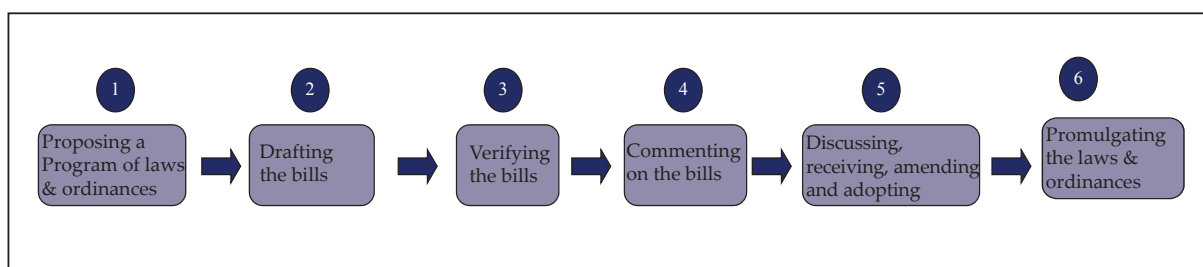 1
Proposing a
Program of laws
& ordinances
2
Drafting
the bills
3
Verifying
the bills
4
Commenting
on the bills
5
Discussing,
receiving, amending
and adopting
6
Promulgating
the laws &
ordinances